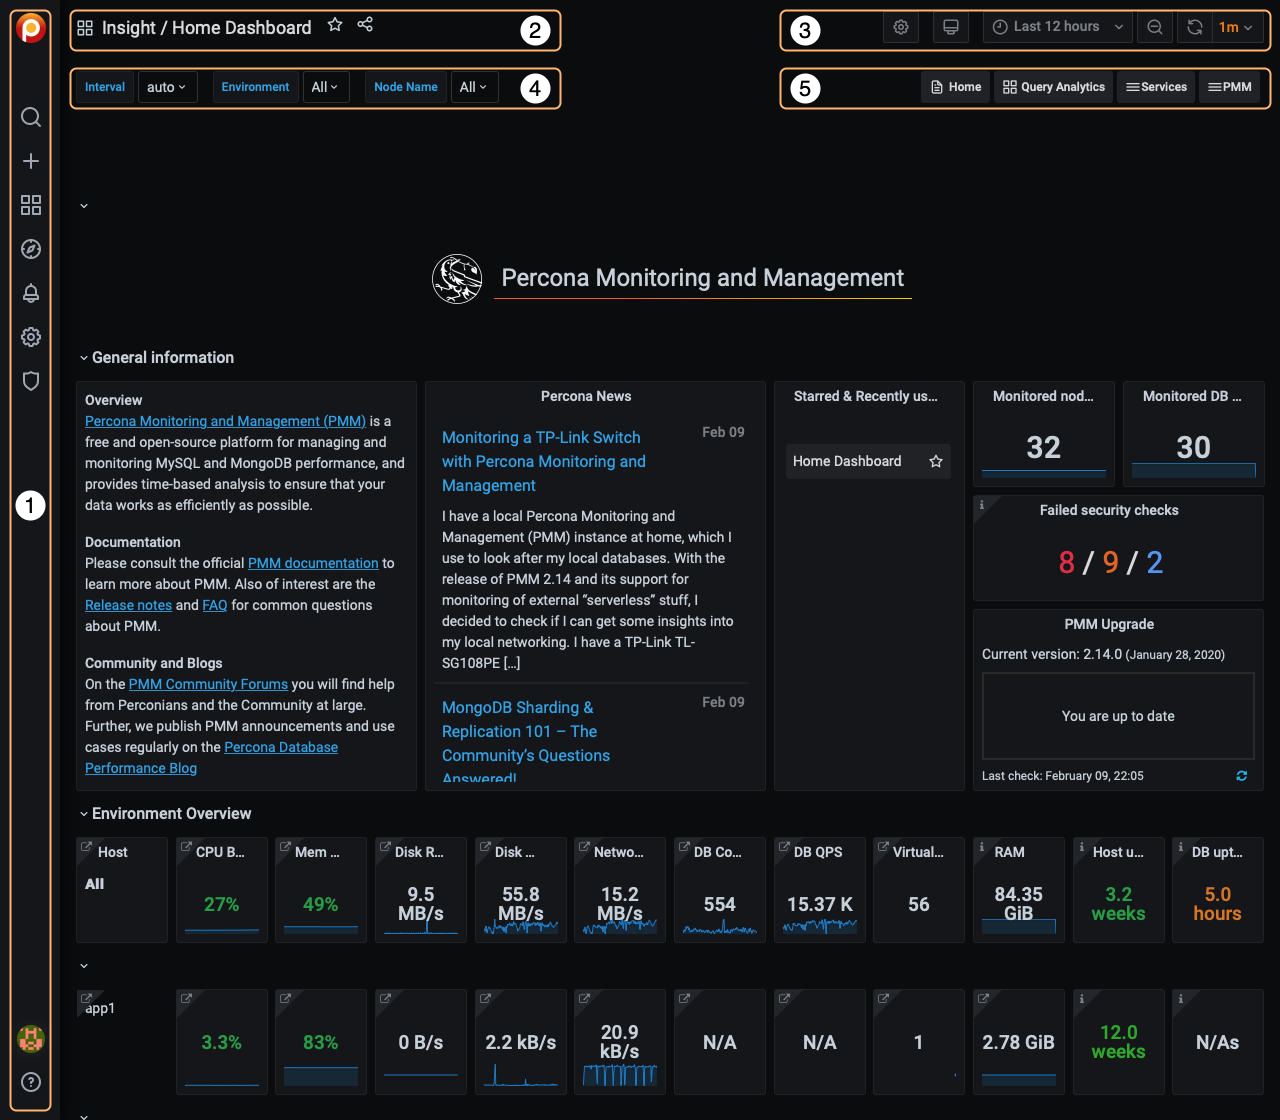 Insight / Home Dashboard
2
3
Last 12 hours
1m
Interval
auto
Environment
All
Node Name
All
4
5
Home
Query Analytics
Services
PMM
1
Percona Monitoring and Management
General information
Overview
Percona Monitoring and Management (PMM) is a
free and open-source platform for managing and
monitoring MySQL and MongoDB performance, and
provides time-based analysis to ensure that your
data works as efficiently as possible.
Documentation
Please consult the official PMM documentation to
learn more about PMM. Also of interest are the
Release notes and FAQ for common questions
about PMM.
Community and Blogs
On the PMM Community Forums you will find help
from Perconians and the Community at large.
Further, we publish PMM announcements and use
cases regularly on the Percona Database
Performance Blog
Percona News
Monitoring a TP-Link Switch
with Percona Monitoring and
Management
Feb 09
I have a local Percona Monitoring and
Management (PMM) instance at home, which I
use to look after my local databases. With the
release of PMM 2.14 and its support for
monitoring of external “serverless” stuff, I
decided to check if I can get some insights into
my local networking. I have a TP-Link TL-
SG108PE [...]
MongoDB Sharding &
Replication 101 – The
Community’s Questions
Answered!
Feb 09
Starred & Recently us...
Home Dashboard
Monitored nod...
32
Monitored DB ...
30
Failed security checks
8 / 9 / 2
PMM Upgrade
Current version: 2.14.0 (January 28, 2020)
You are up to date
Last check: February 09, 22:05
Environment Overview
Host
All
CPU B...
27%
Mem ...
49%
Disk R...
9.5
MB/s
Disk ...
55.8
MB/s
Netwo...
15.2
MB/s
DB Co...
554
DB QPS
15.37 K
Virtual...
56
RAM
84.35
GiB
Host u...
3.2
weeks
DB upt...
5.0
hours
app1
3.3%
83%
0 B/s
2.2 kB/s
20.9
kB/s
N/A
N/A
1
2.78 GiB
12.0
weeks
N/As